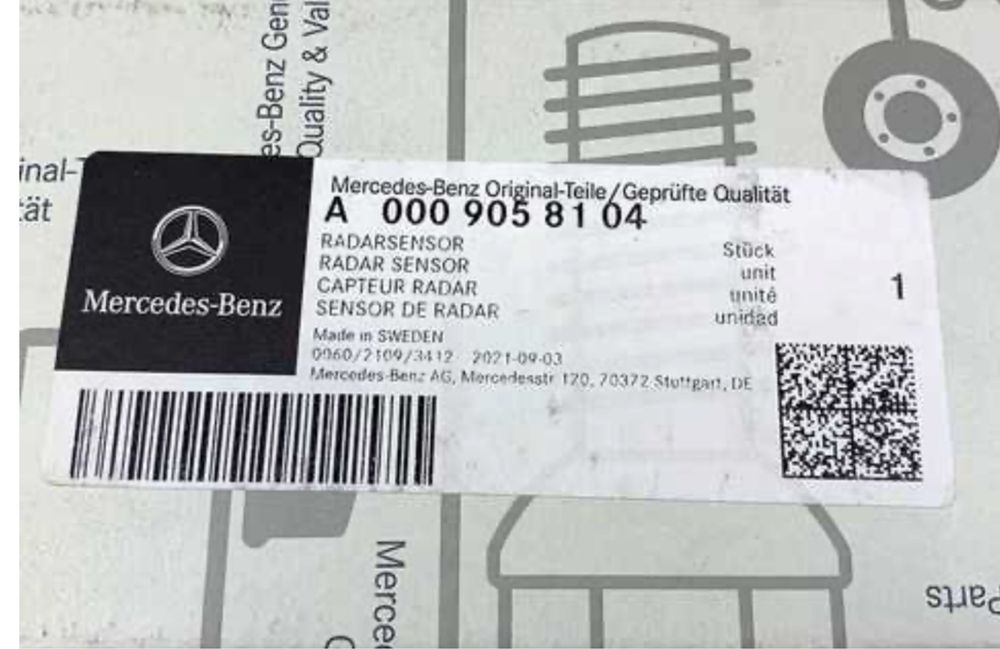 es-Benz Gen
Quality & Val
inal-T
tät
Mercedes-Benz
Mercedes-Benz Original-Teile/Geprüfte Qualität
A 000 905 81 04
RADARSENSOR
RADAR SENSOR
CAPTEUR RADAR
SENSOR DE RADAR
Stück
unit
unité
unidad
1
Made in SWEDEN
0060/2109/3412 2021-09-03
Mercedes-Benz AG, Mercedesstr. 120, 70372 Stuttgart, DE
Merce
Parts